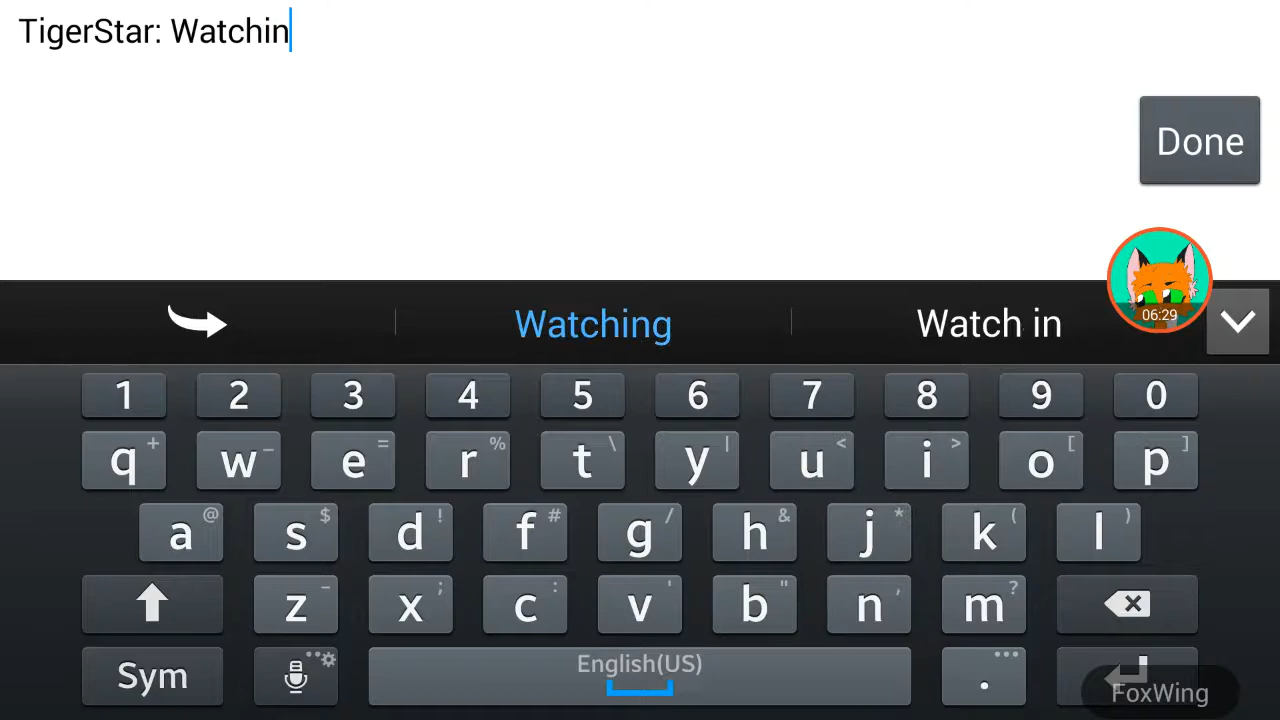 TigerStar: Watchin
Done
Watching
Watch in
06:29
1 2 3 4 5 6 7 8 9 0
q + w _ e = r % t \ y | u < i > o [ p ]
a @ s $ d ! f # g / h & j * k ( l )
z - x ; c : v ' b " n , m ?
Sym English(US) .
FoxWing